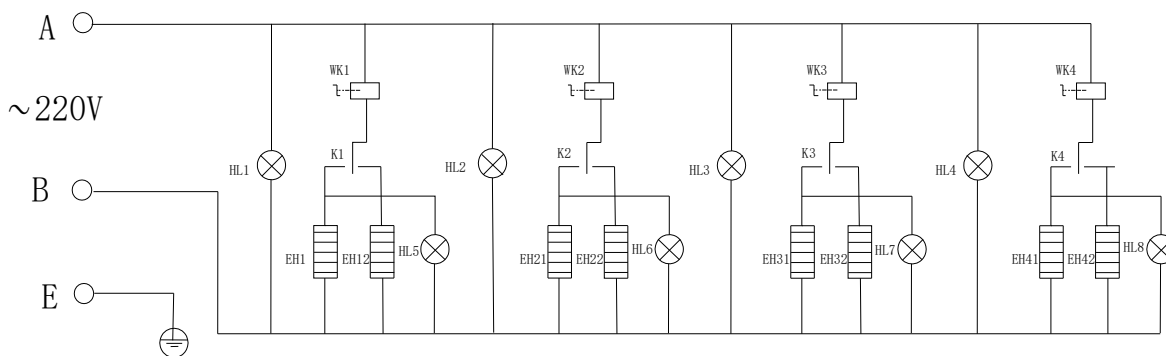 A
WK1
WK2
WK3
WK4
~220V
HL1
K1
HL2
K2
HL3
K3
HL4
K4
B
EH1
EH12
HL5
EH21
EH22
HL6
EH31
EH32
HL7
EH41
EH42
HL8
E